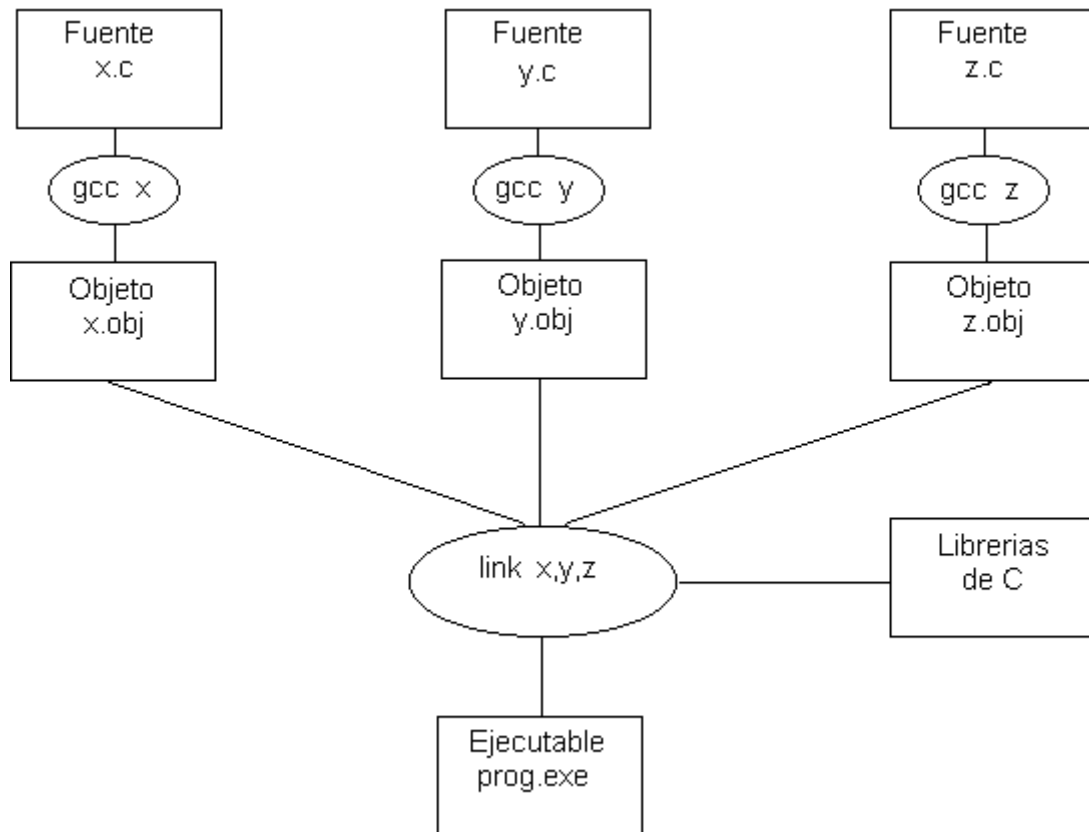 Fuente
x.c
Fuente
y.c
Fuente
z.c
gcc x
gcc y
gcc z
Objeto
x.obj
Objeto
y.obj
Objeto
z.obj
link x,y,z
Librerias
de C
Ejecutable
prog.exe